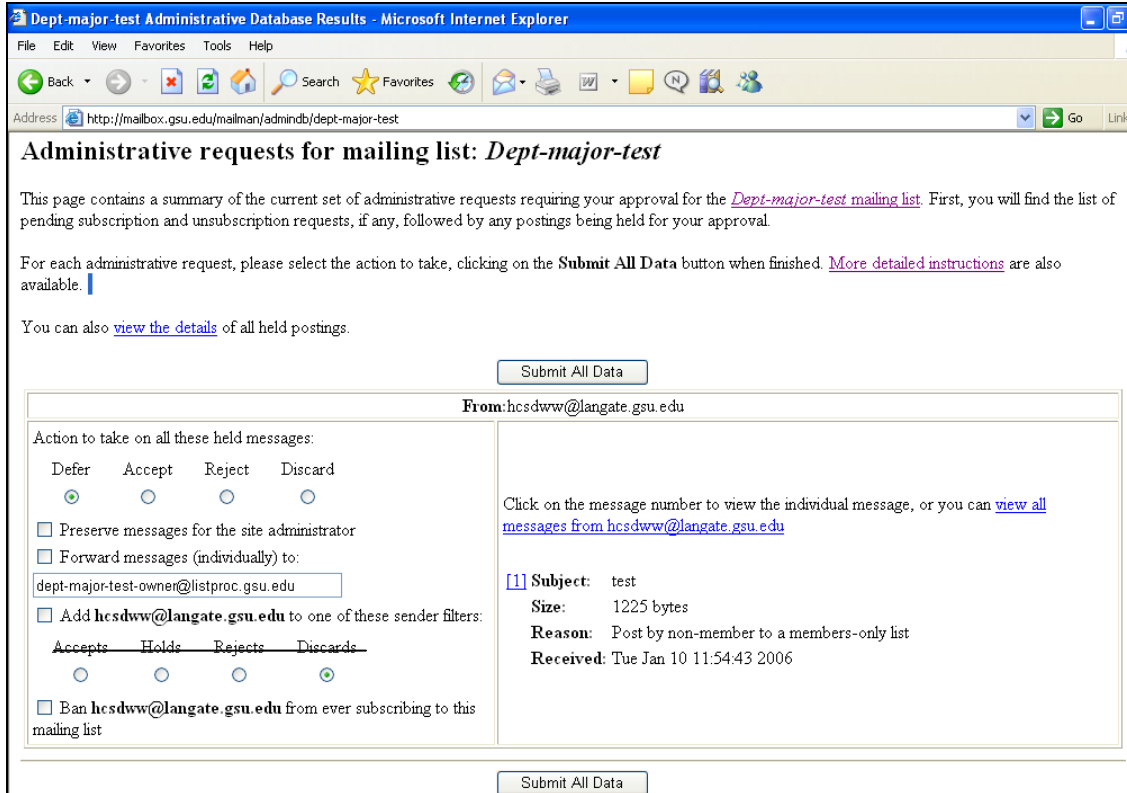 Dept-major-test Administrative Database Results - Microsoft Internet Explorer
File Edit View Favorites Tools Help
Back Search Favorites
Address http://mailbox.gsu.edu/mailman/admindb/dept-major-test Go Link
Administrative requests for mailing list: Dept-major-test
This page contains a summary of the current set of administrative requests requiring your approval for the Dept-major-test mailing list. First, you will find the list of
pending subscription and unsubscription requests, if any, followed by any postings being held for your approval.
For each administrative request, please select the action to take, clicking on the Submit All Data button when finished. More detailed instructions are also
available.
You can also view the details of all held postings.
Submit All Data
From:hcsdww@langate.gsu.edu
Action to take on all these held messages:
Defer Accept Reject Discard
Preserve messages for the site administrator
Forward messages (individually) to:
dept-major-test-owner@listproc.gsu.edu
Add hcsdww@langate.gsu.edu to one of these sender filters:
Accepts Holds Rejects Discards
Ban hcsdww@langate.gsu.edu from ever subscribing to this
mailing list
Click on the message number to view the individual message, or you can view all
messages from hcsdww@langate.gsu.edu
[1] Subject: test
Size: 1225 bytes
Reason: Post by non-member to a members-only list
Received: Tue Jan 10 11:54:43 2006
Submit All Data